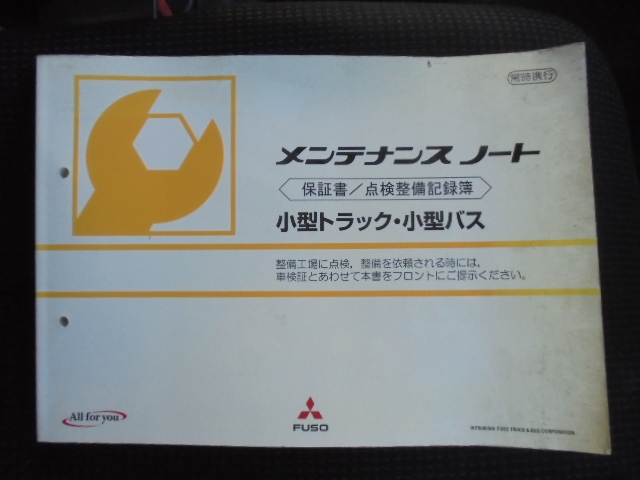 常時携行
メンテナンス ノート
保証書／点検整備記録簿
小型トラック・小型バス
整備工場に点検，整備を依頼される時には，
車検証とあわせて本書をフロントにご提示ください。
All for you
FUSO
MITSUBISHI FUSO TRUCK & BUS CORPORATION